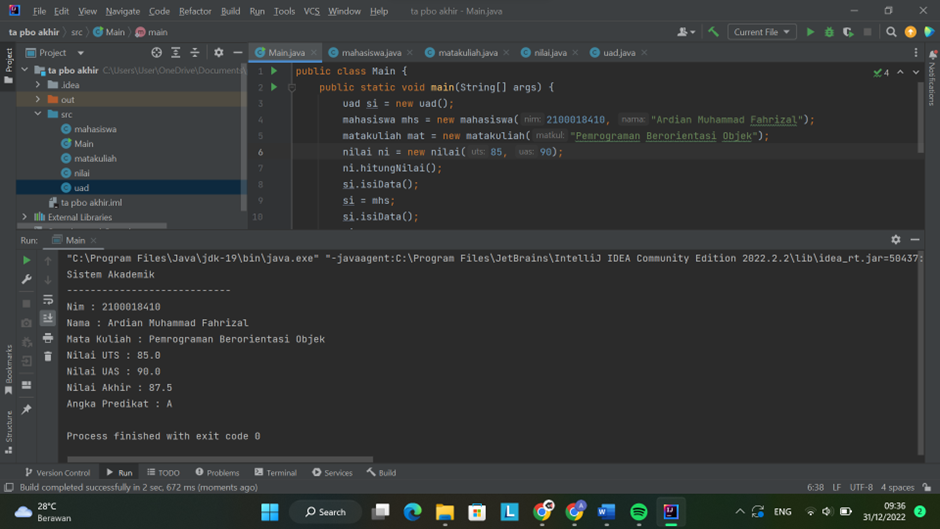 File Edit View Navigate Code Refactor Build Run Tools VCS Window Help ta pbo akhir - Main.java
ta pbo akhir > src > Main > main Current File
Project Main.java mahasiswa.java matakuliah.java nilai.java uad.java
ta pbo akhir C:\Users\User\OneDrive\Documents\
.idea
out
src
mahasiswa
Main
matakuliah
nilai
uad
ta pbo akhir.iml
External Libraries
Project
1 public class Main {
2 public static void main(String[] args) {
3 uad si = new uad();
4 mahasiswa mhs = new mahasiswa( nim: 2100018410, nama: "Ardian Muhammad Fahrizal");
5 matakuliah mat = new matakuliah( matkul: "Pemrograman Berorientasi Objek");
6 nilai ni = new nilai( uts: 85, uas: 90);
7 ni.hitungNilai();
8 si.isiData();
9 si = mhs;
10 si.isiData();
4
Notifications
Run: Main
"C:\Program Files\Java\jdk-19\bin\java.exe" "-javaagent:C:\Program Files\JetBrains\IntelliJ IDEA Community Edition 2022.2.2\lib\idea_rt.jar=50437:
Sistem Akademik
----------------------------
Nim : 2100018410
Nama : Ardian Muhammad Fahrizal
Mata Kuliah : Pemrograman Berorientasi Objek
Nilai UTS : 85.0
Nilai UAS : 90.0
Nilai Akhir : 87.5
Angka Predikat : A
Process finished with exit code 0
Bookmarks
Structure
Version Control Run TODO Problems Terminal Services Build
Build completed successfully in 2 sec, 672 ms (moments ago) 6:38 LF UTF-8 4 spaces
28°C
Berawan
Search
ENG
09:36
31/12/2022
2